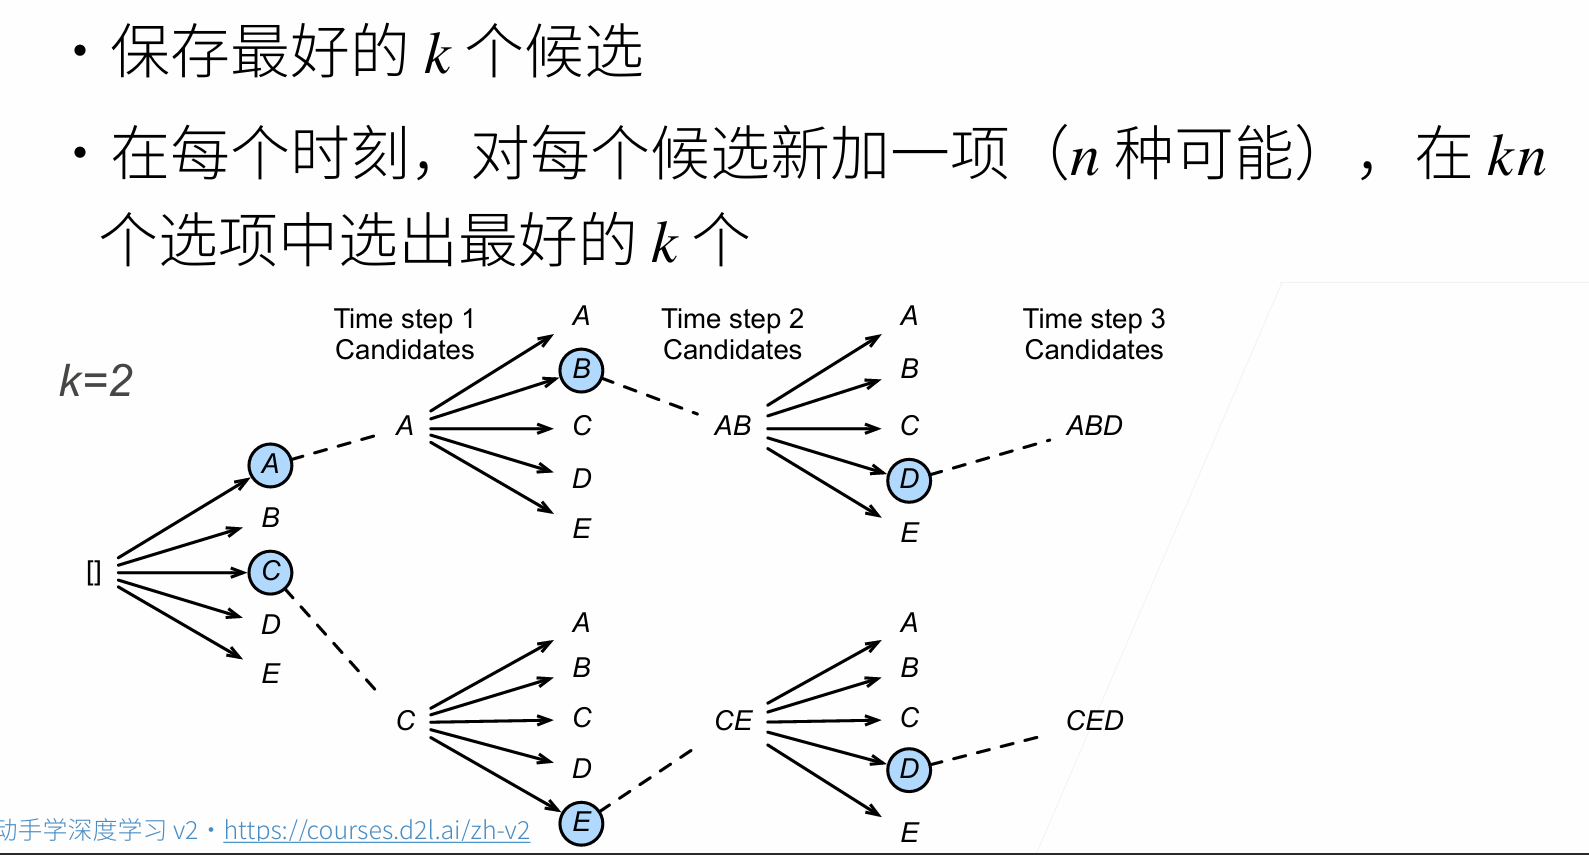 • 保存最好的 k 个候选
• 在每个时刻，对每个候选新加一项（n 种可能），在 kn
个选项中选出最好的 k 个
k=2
Time step 1
Candidates
Time step 2
Candidates
Time step 3
Candidates
[]
A
B
C
D
E
A
A
B
C
D
E
C
A
B
C
D
E
AB
A
B
C
D
E
CE
A
B
C
D
E
ABD
CED
动手学深度学习 v2 • https://courses.d2l.ai/zh-v2